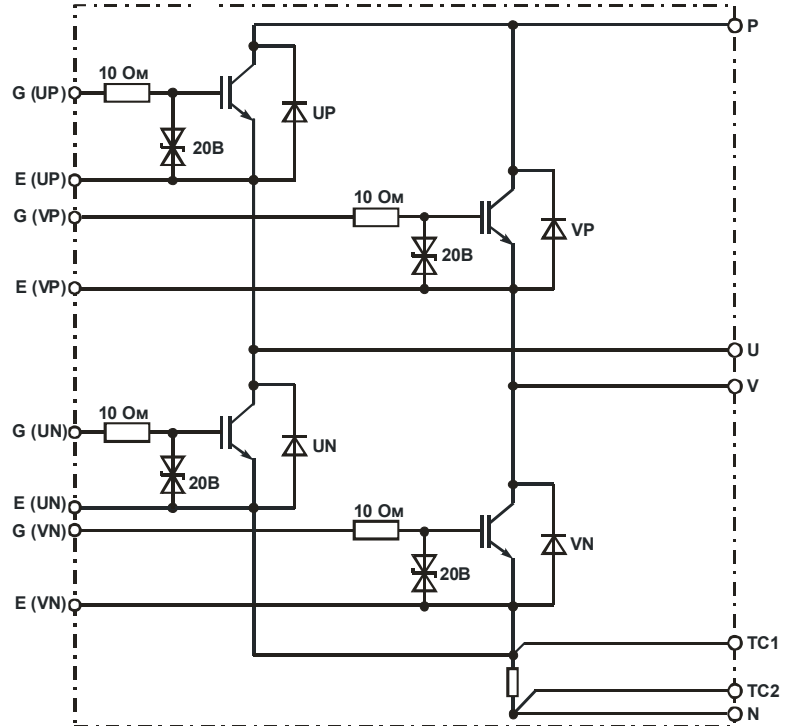 P
10 Ом
G (UP)
UP
20В
E (UP)
10 Ом
G (VP)
VP
20В
E (VP)
U
V
10 Ом
G (UN)
UN
20В
E (UN)
10 Ом
G (VN)
VN
20В
E (VN)
TC1
TC2
N